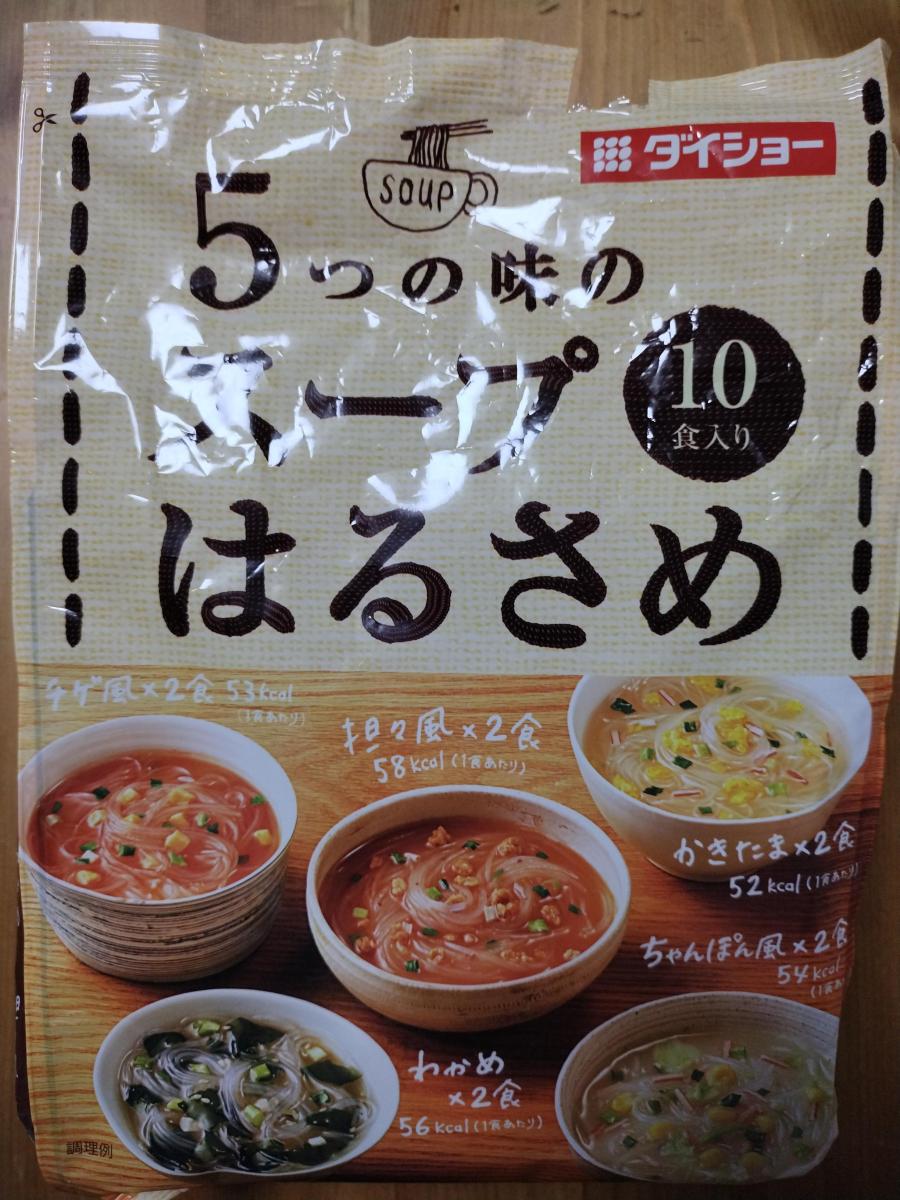 ダイショー
SOUP
5つの味の
スープ
10
食入り
はるさめ
チゲ風×2食 53kcal
(1食あたり)
担々風×2食
58kcal(1食あたり)
かきたま×2食
52kcal(1食あたり)
ちゃんぽん風×2食
54kcal
(1食あ
わかめ
×2食
56kcal(1食あたり)
調理例